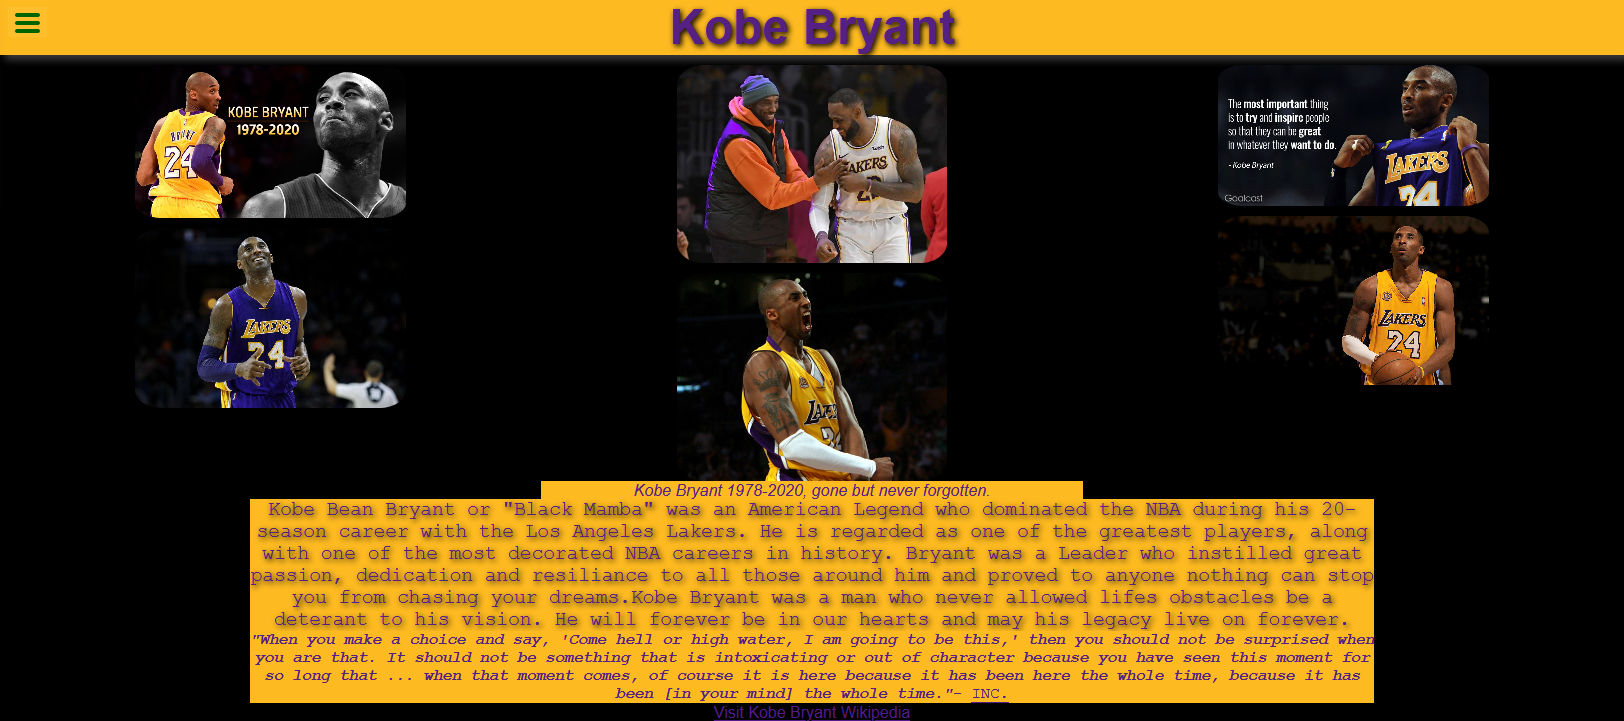 Kobe Bryant
KOBE BRYANT
1978-2020
BRYANT
24
LAKERS
24
LAKERS
The most important thing
is to try and inspire people
so that they can be great
in whatever they want to do.
- Kobe Bryant
LAKERS
24
Goalcast
LAKERS
24
Kobe Bryant 1978-2020, gone but never forgotten.
Kobe Bean Bryant or "Black Mamba" was an American Legend who dominated the NBA during his 20-
season career with the Los Angeles Lakers. He is regarded as one of the greatest players, along
with one of the most decorated NBA careers in history. Bryant was a Leader who instilled great
passion, dedication and resiliance to all those around him and proved to anyone nothing can stop
you from chasing your dreams.Kobe Bryant was a man who never allowed lifes obstacles be a
deterant to his vision. He will forever be in our hearts and may his legacy live on forever.
"When you make a choice and say, 'Come hell or high water, I am going to be this,' then you should not be surprised when
you are that. It should not be something that is intoxicating or out of character because you have seen this moment for
so long that ... when that moment comes, of course it is here because it has been here the whole time, because it has
been [in your mind] the whole time."- INC.
Visit Kobe Bryant Wikipedia